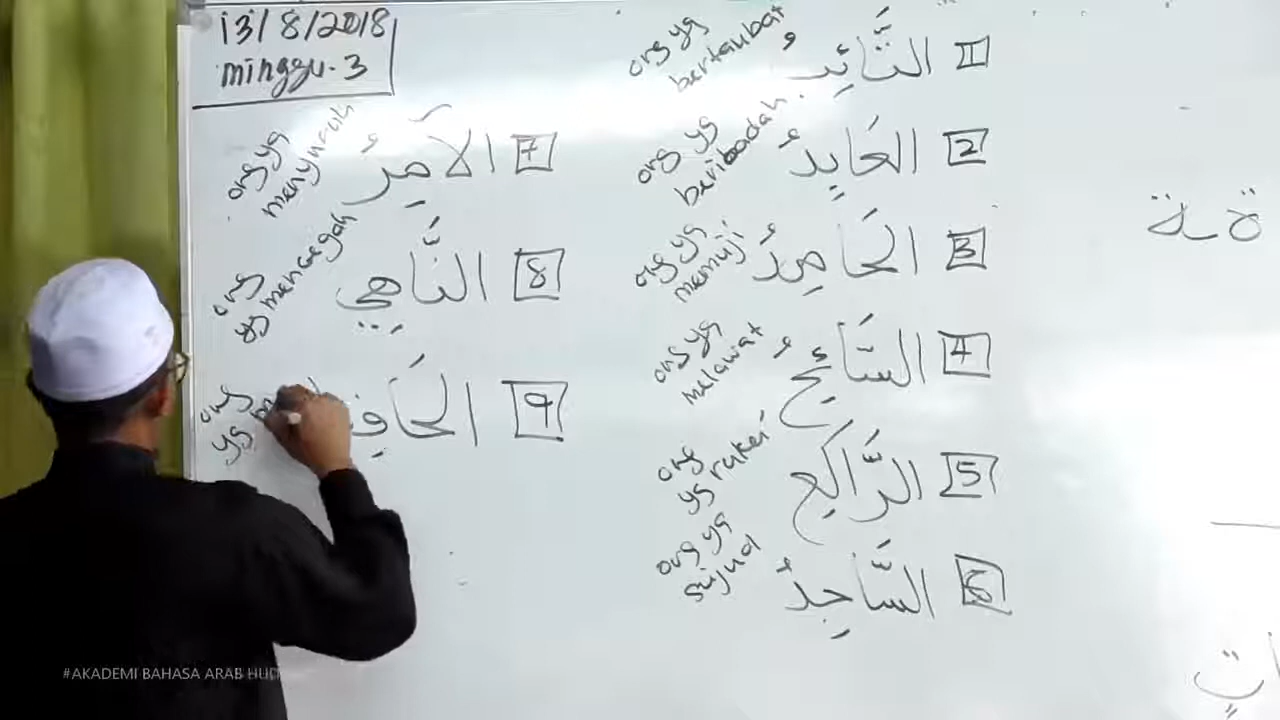 13/8/2018
minggu.3
1 التَّائِبُ
org yg
bertaubat
2 العَابِدُ
org yg
beribadah
3 الحَامِدُ
org yg
memuji
4 السَّائِحُ
org yg
melawat
5 الرَّاكِعُ
org
yg rukui
6 السَّاجِدُ
org yg
sujud
7 الآمِرُ
org yg
menyuruh
8 النَّاهِي
org
yg mencegah
9
org
yg
ة ـة
#AKADEMI BAHASA ARAB